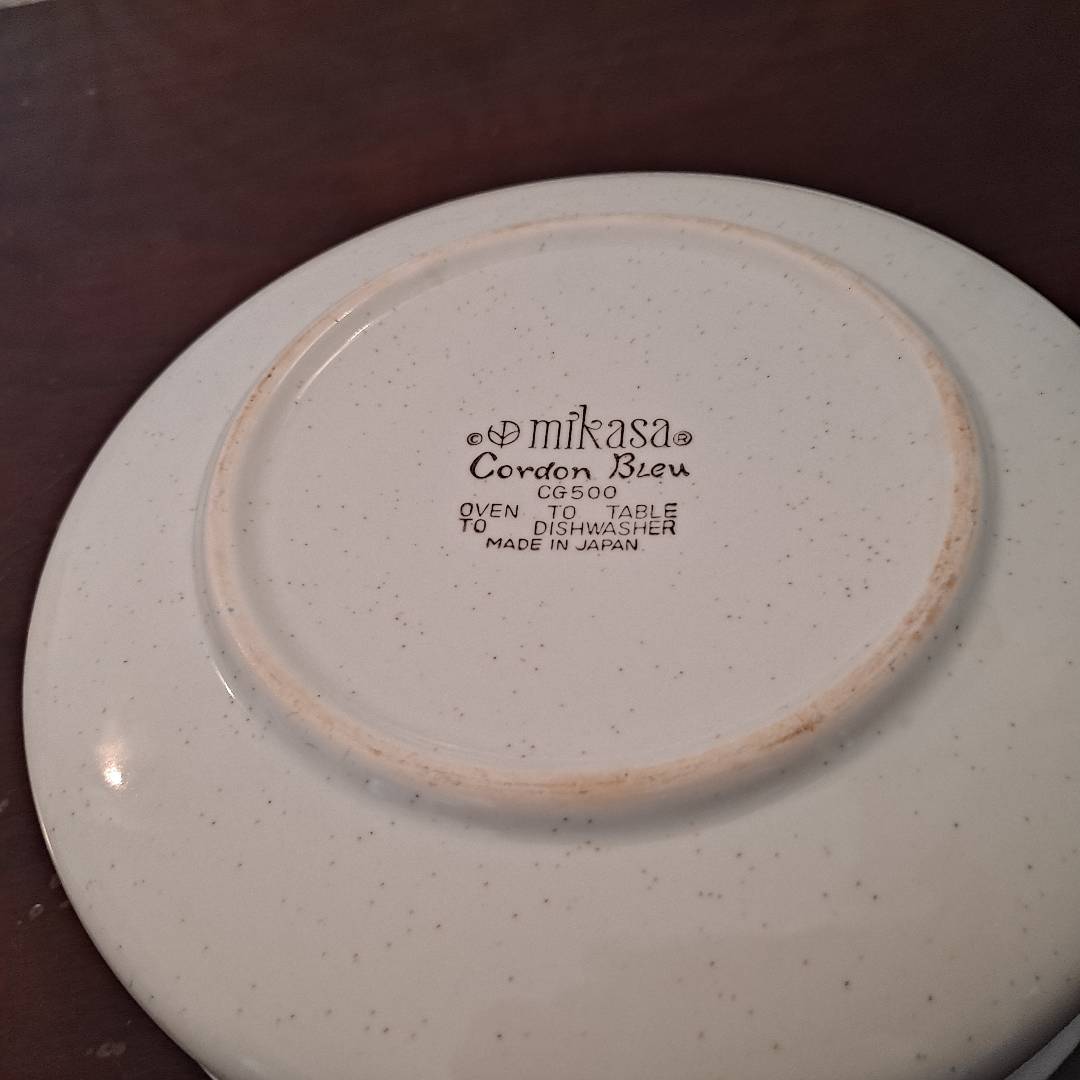 © mikasa®
Cordon Bleu
CG500
OVEN TO TABLE
TO DISHWASHER
MADE IN JAPAN